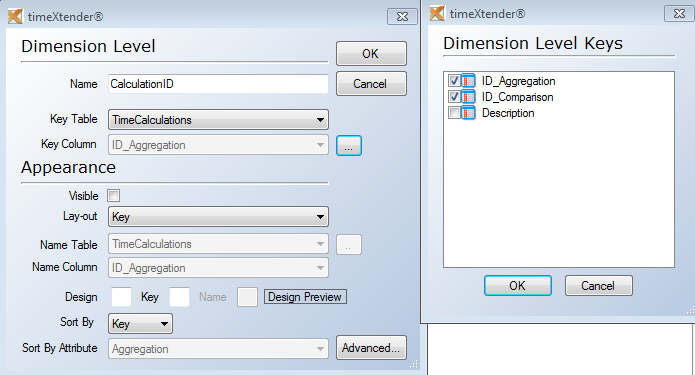 timeXtender®
Dimension Level
OK
Name CalculationID
Cancel
Key Table TimeCalculations
Key Column ID_Aggregation ...
Appearance
Visible
Lay-out Key
Name Table TimeCalculations ..
Name Column ID_Aggregation
Design Key Name Design Preview
Sort By Key
Sort By Attribute Aggregation Advanced...
timeXtender®
Dimension Level Keys
ID_Aggregation
ID_Comparison
Description
OK Cancel